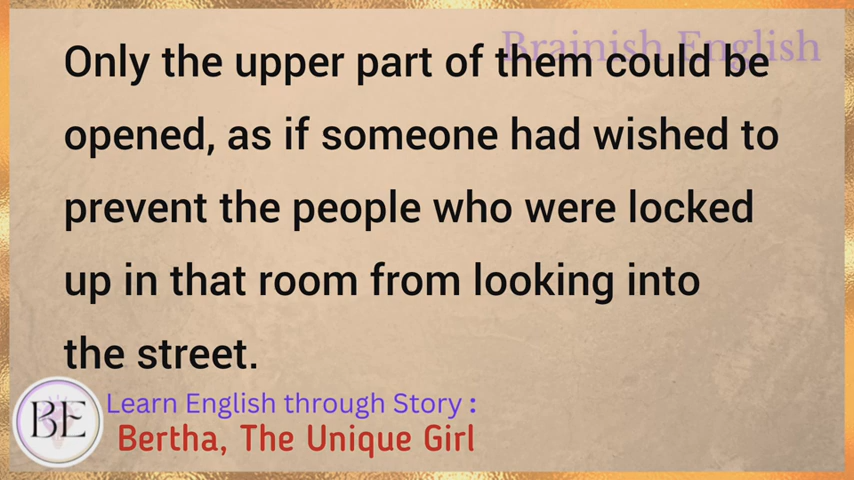 Brainish English
Only the upper part of them could be
opened, as if someone had wished to
prevent the people who were locked
up in that room from looking into
the street.
BE
Learn English through Story :
Bertha, The Unique Girl